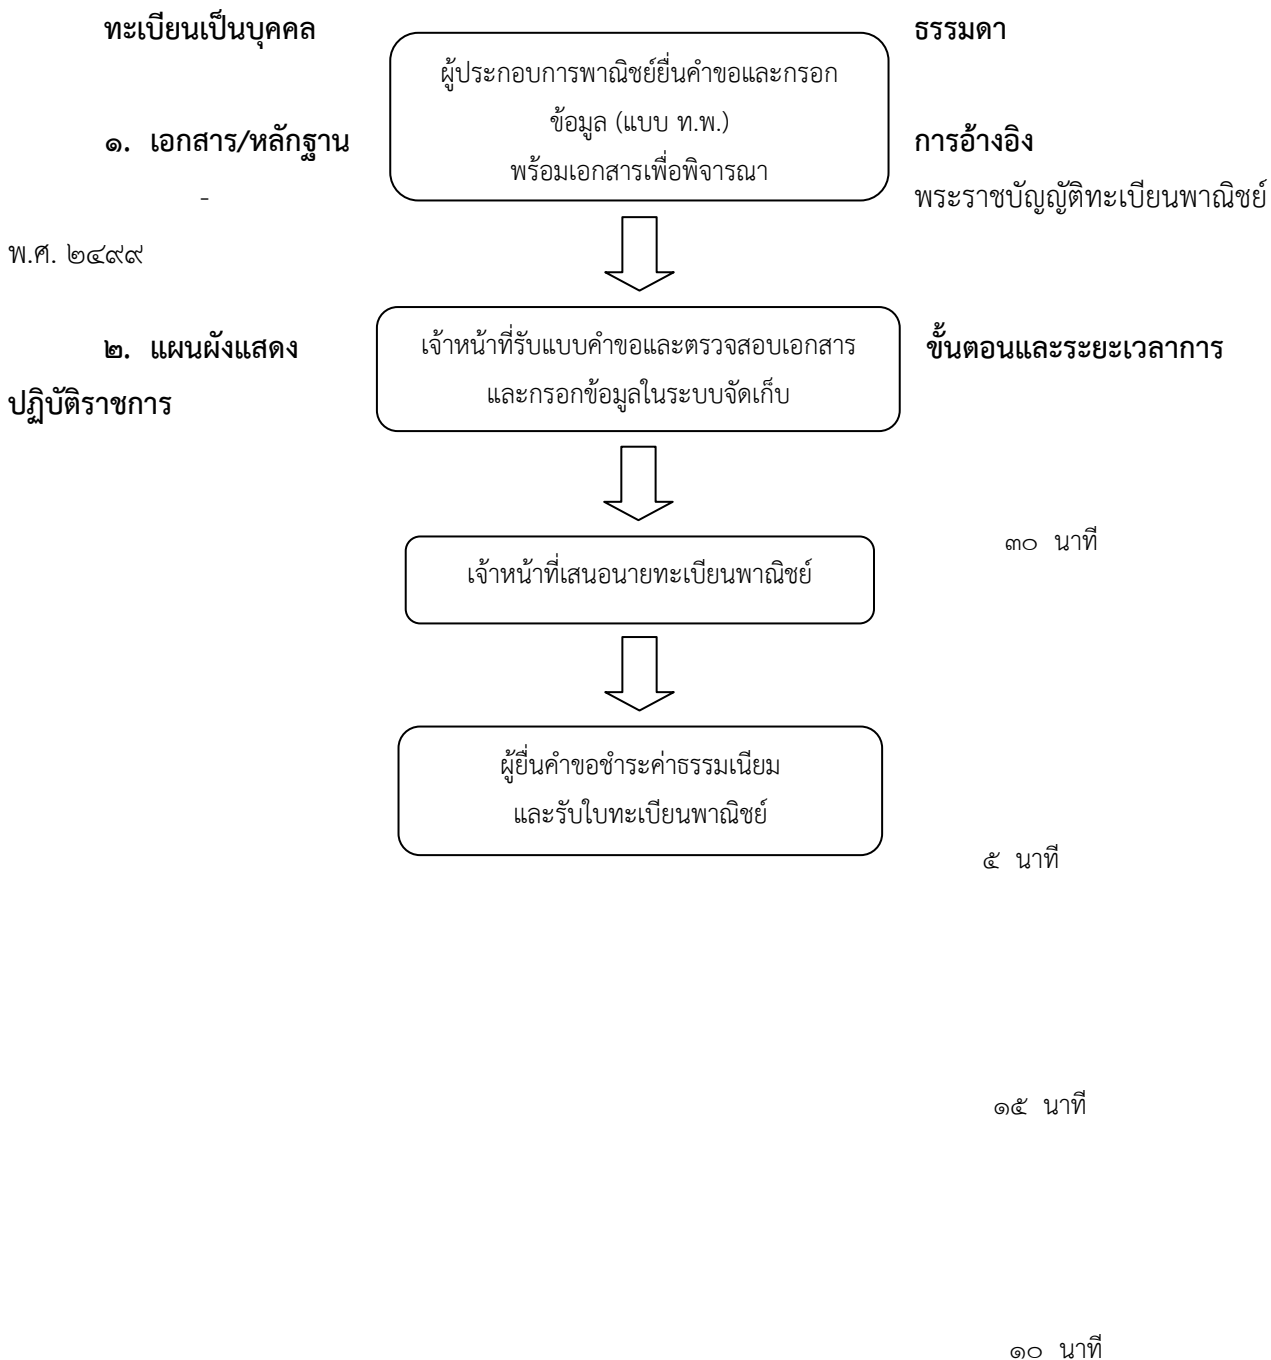 ทะเบียนเป็นบุคคล ธรรมดา
ผู้ประกอบการพาณิชย์ยื่นคำขอและกรอก
ข้อมูล (แบบ ท.พ.)
พร้อมเอกสารเพื่อพิจารณา
๑. เอกสาร/หลักฐาน การอ้างอิง
- พระราชบัญญัติทะเบียนพาณิชย์
พ.ศ. ๒๔๙๙
๒. แผนผังแสดง ขั้นตอนและระยะเวลาการ
ปฏิบัติราชการ
เจ้าหน้าที่รับแบบคำขอและตรวจสอบเอกสาร
และกรอกข้อมูลในระบบจัดเก็บ
๓๐ นาที
เจ้าหน้าที่เสนอนายทะเบียนพาณิชย์
ผู้ยื่นคำขอชำระค่าธรรมเนียม
และรับใบทะเบียนพาณิชย์
๕ นาที
๑๕ นาที
๑๐ นาที